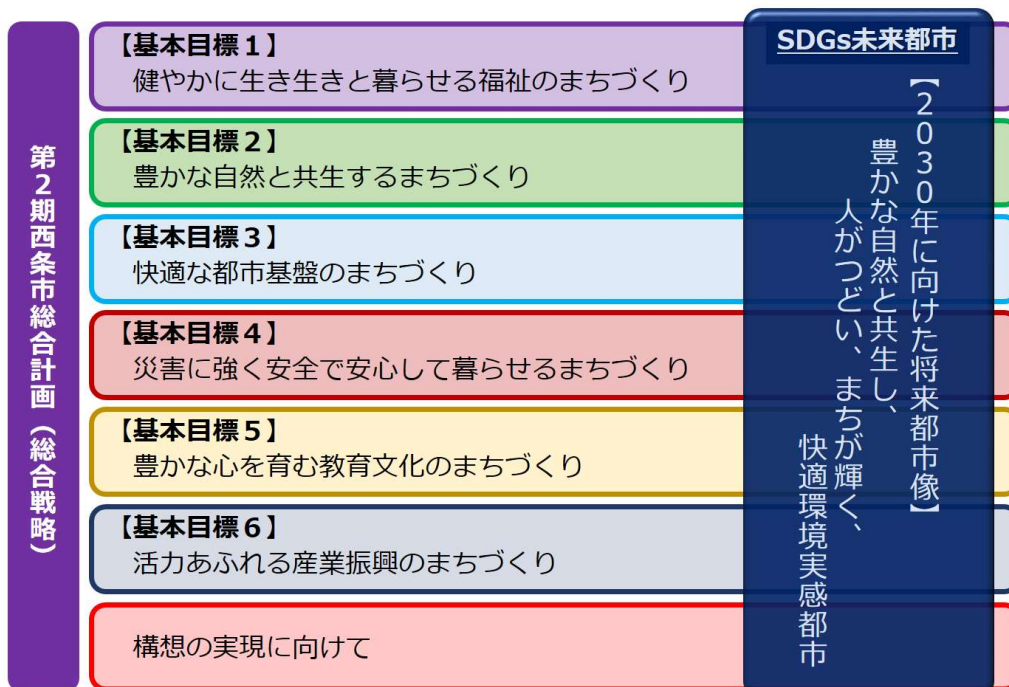 第2期西条市総合計画（総合戦略）
【基本目標１】
健やかに生き生きと暮らせる福祉のまちづくり
【基本目標２】
豊かな自然と共生するまちづくり
【基本目標３】
快適な都市基盤のまちづくり
【基本目標４】
災害に強く安全で安心して暮らせるまちづくり
【基本目標５】
豊かな心を育む教育文化のまちづくり
【基本目標６】
活力あふれる産業振興のまちづくり
構想の実現に向けて
SDGs未来都市
【２０３０年に向けた将来都市像】
豊かな自然と共生し、
人がつどい、まちが輝く、
快適環境実感都市